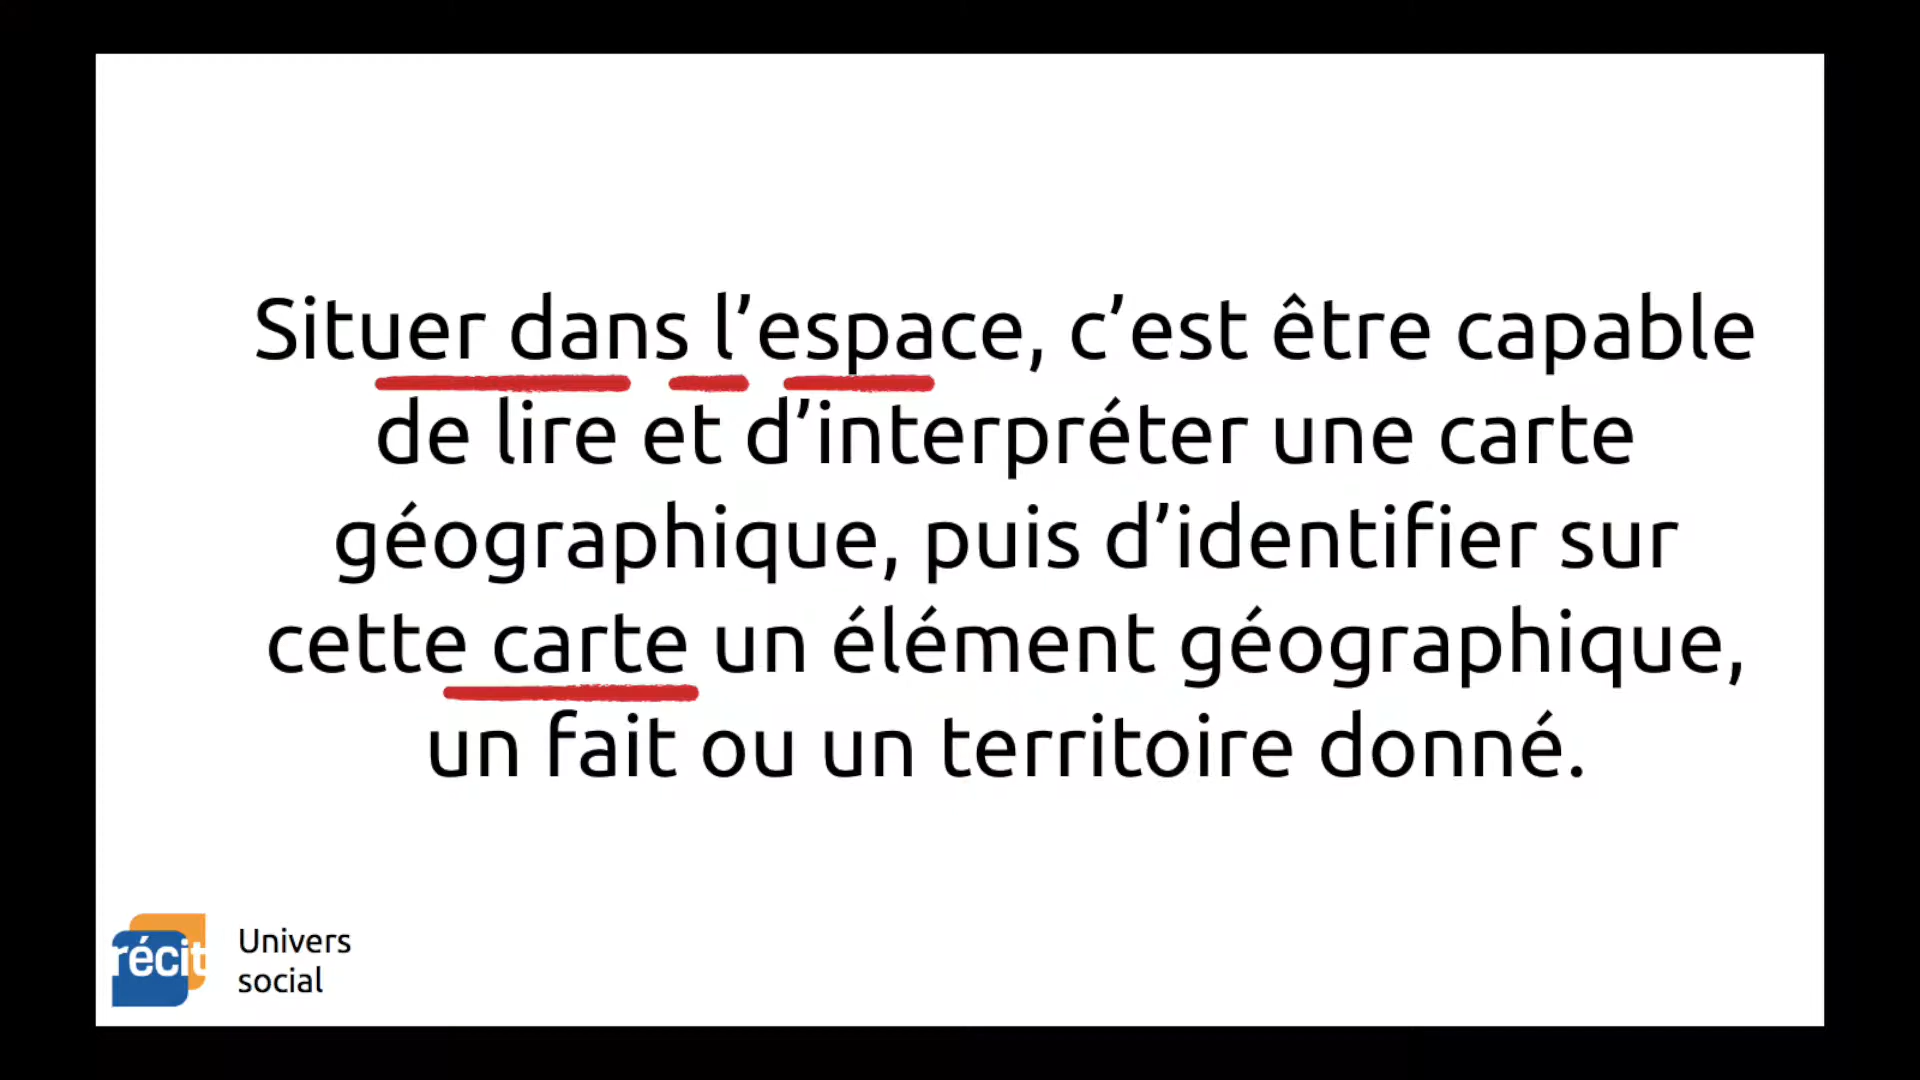 Situer dans l’espace, c’est être capable
de lire et d’interpréter une carte
géographique, puis d’identifier sur
cette carte un élément géographique,
un fait ou un territoire donné.
récit
Univers
social